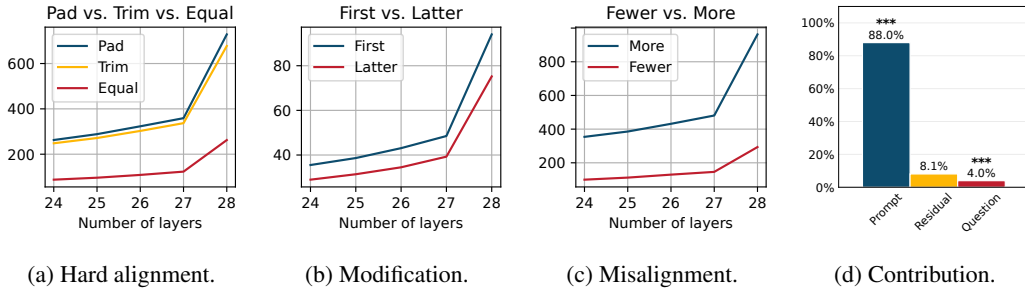 Pad vs. Trim vs. Equal
Pad
Trim
Equal
600
400
200
24 25 26 27 28
Number of layers
(a) Hard alignment.
First vs. Latter
First
Latter
80
60
40
24 25 26 27 28
Number of layers
(b) Modification.
Fewer vs. More
More
Fewer
800
600
400
200
24 25 26 27 28
Number of layers
(c) Misalignment.
100%
80%
60%
40%
20%
0%
***
88.0%
8.1%
***
4.0%
Prompt
Residual
Question
(d) Contribution.